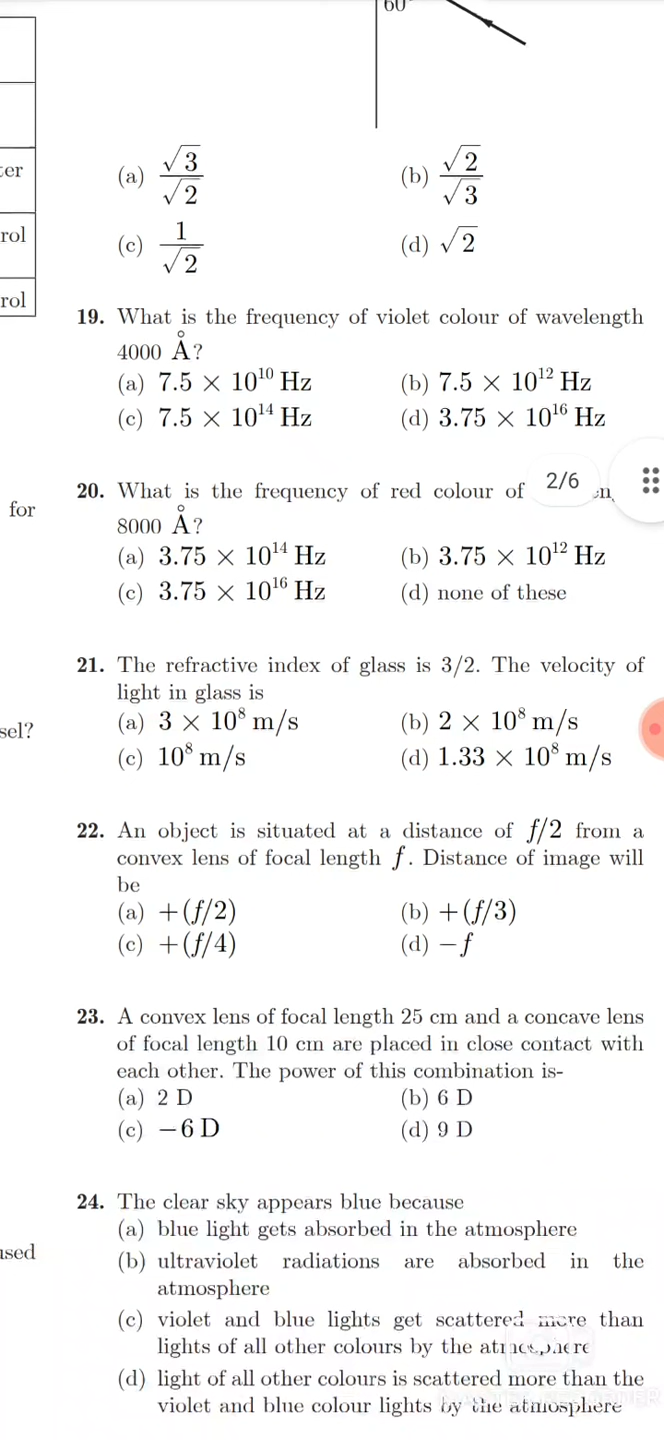 60
(a) √3/√2 (b) √2/√3
(c) 1/√2 (d) √2
ter
rol
rol
19. What is the frequency of violet colour of wavelength
4000 Å?
(a) 7.5 × 10¹⁰ Hz (b) 7.5 × 10¹² Hz
(c) 7.5 × 10¹⁴ Hz (d) 3.75 × 10¹⁶ Hz
2/6
for
20. What is the frequency of red colour of
8000 Å?
(a) 3.75 × 10¹⁴ Hz (b) 3.75 × 10¹² Hz
(c) 3.75 × 10¹⁶ Hz (d) none of these
21. The refractive index of glass is 3/2. The velocity of
light in glass is
sel?
(a) 3 × 10⁸ m/s (b) 2 × 10⁸ m/s
(c) 10⁸ m/s (d) 1.33 × 10⁸ m/s
22. An object is situated at a distance of f/2 from a
convex lens of focal length f. Distance of image will
be
(a) +(f/2) (b) +(f/3)
(c) +(f/4) (d) −f
23. A convex lens of focal length 25 cm and a concave lens
of focal length 10 cm are placed in close contact with
each other. The power of this combination is-
(a) 2 D (b) 6 D
(c) −6 D (d) 9 D
24. The clear sky appears blue because
(a) blue light gets absorbed in the atmosphere
used
(b) ultraviolet radiations are absorbed in the
atmosphere
(c) violet and blue lights get scattered more than
lights of all other colours by the atmosphere
(d) light of all other colours is scattered more than the
violet and blue colour lights by the atmosphere